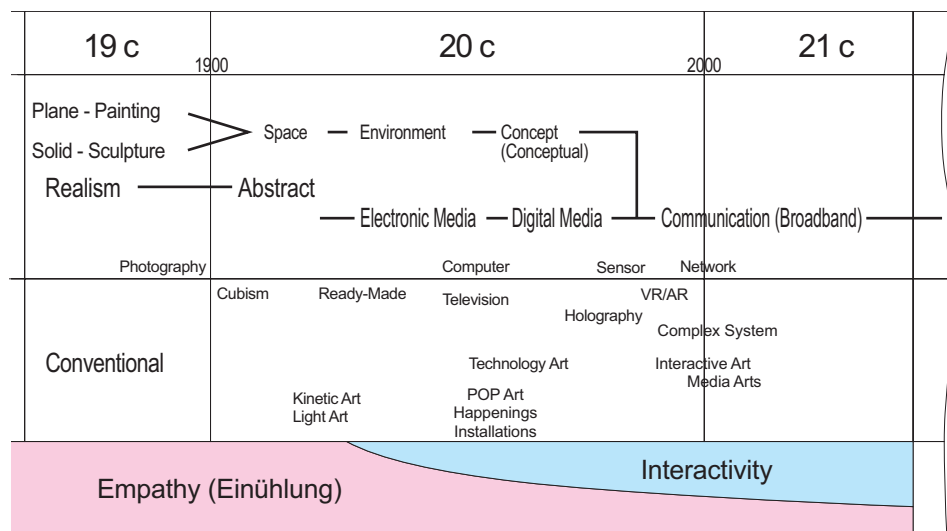 19 c
20 c
21 c
1900
2000
Plane - Painting
Solid - Sculpture
Space
Environment
Concept
(Conceptual)
Realism
Abstract
Electronic Media
Digital Media
Communication (Broadband)
Photography
Computer
Sensor
Network
Cubism
Ready-Made
Television
VR/AR
Holography
Complex System
Conventional
Technology Art
Interactive Art
Media Arts
Kinetic Art
Light Art
POP Art
Happenings
Installations
Interactivity
Empathy (Einühlung)